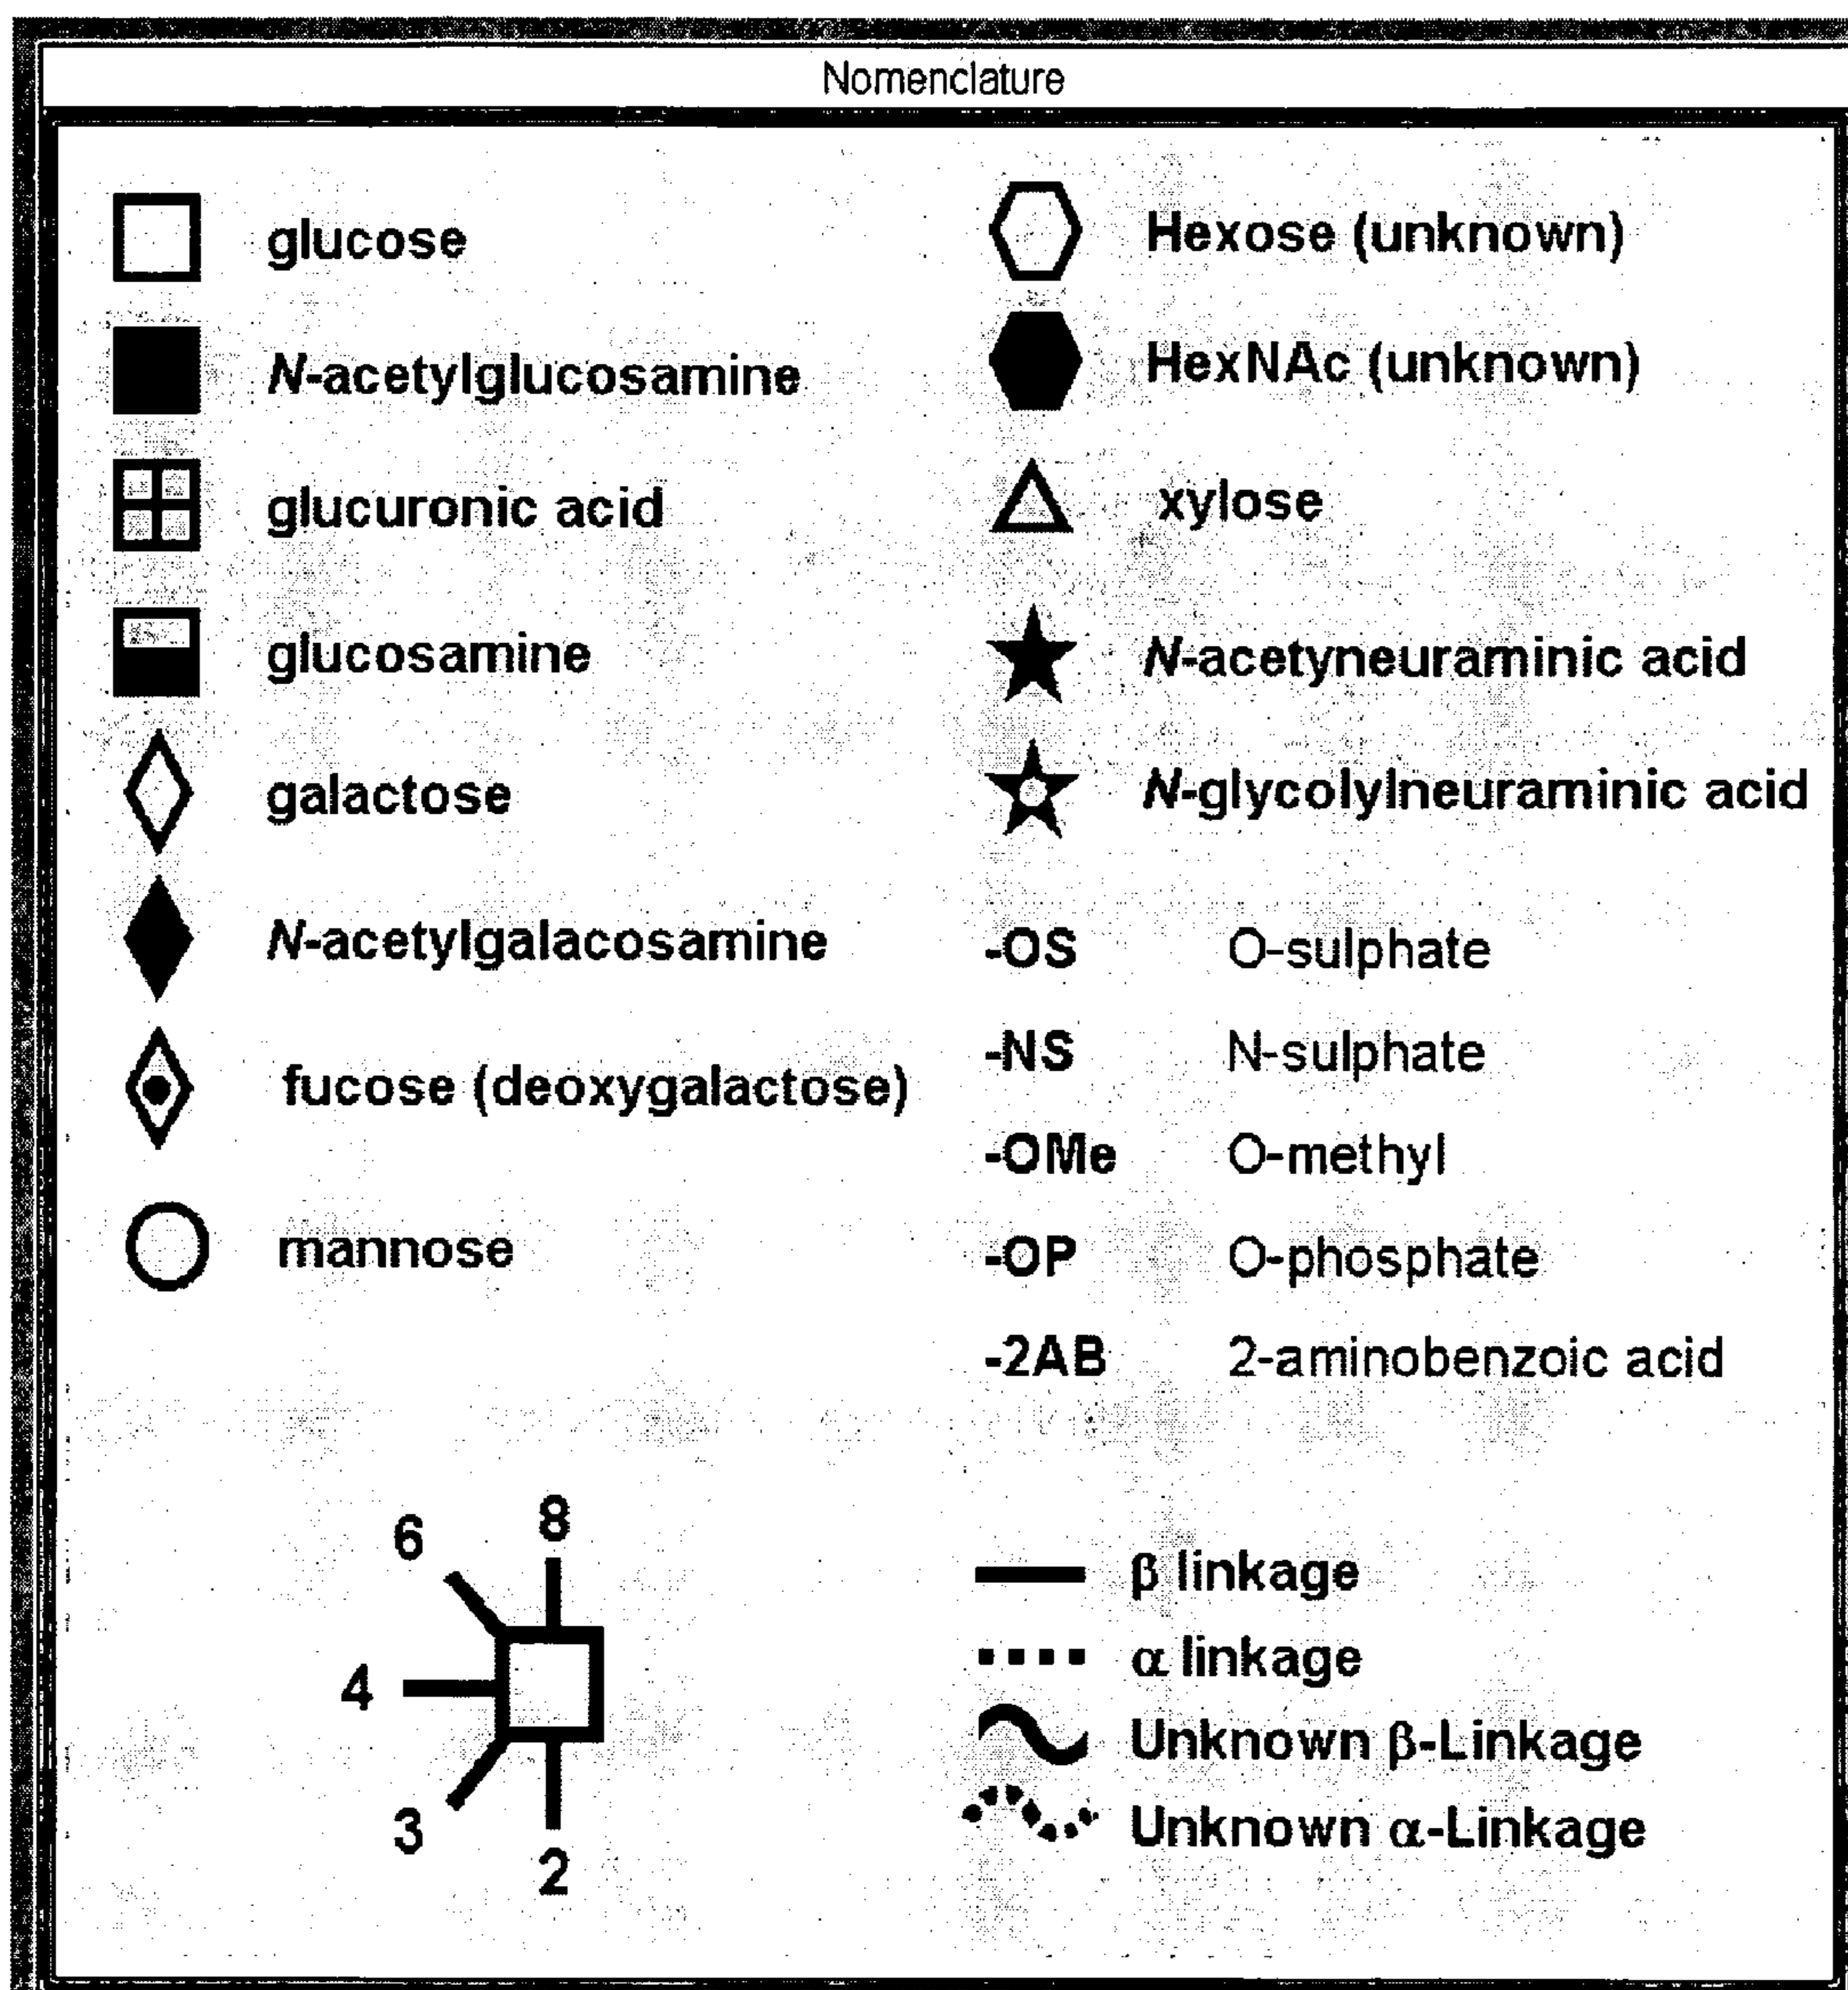 Nomenclature
glucose
N-acetylglucosamine
glucuronic acid
glucosamine
galactose
N-acetylgalacosamine
fucose (deoxygalactose)
mannose
Hexose (unknown)
HexNAc (unknown)
xylose
N-acetyneuraminic acid
N-glycolylneuraminic acid
-OS O-sulphate
-NS N-sulphate
-OMe O-methyl
-OP O-phosphate
-2AB 2-aminobenzoic acid
6 8
4
3
2
β linkage
α linkage
Unknown β-Linkage
Unknown α-Linkage